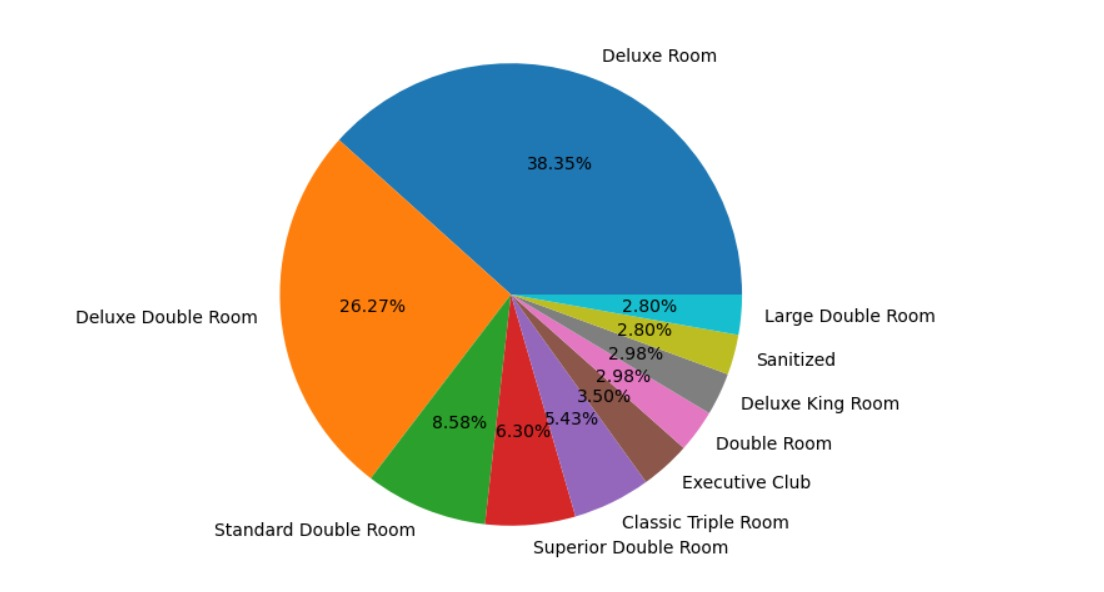 Deluxe Room
38.35%
26.27%
Deluxe Double Room
8.58%
Standard Double Room
6.30%
Superior Double Room
5.43%
Classic Triple Room
3.50%
Executive Club
2.98%
Double Room
2.98%
Deluxe King Room
2.80%
Sanitized
2.80%
Large Double Room